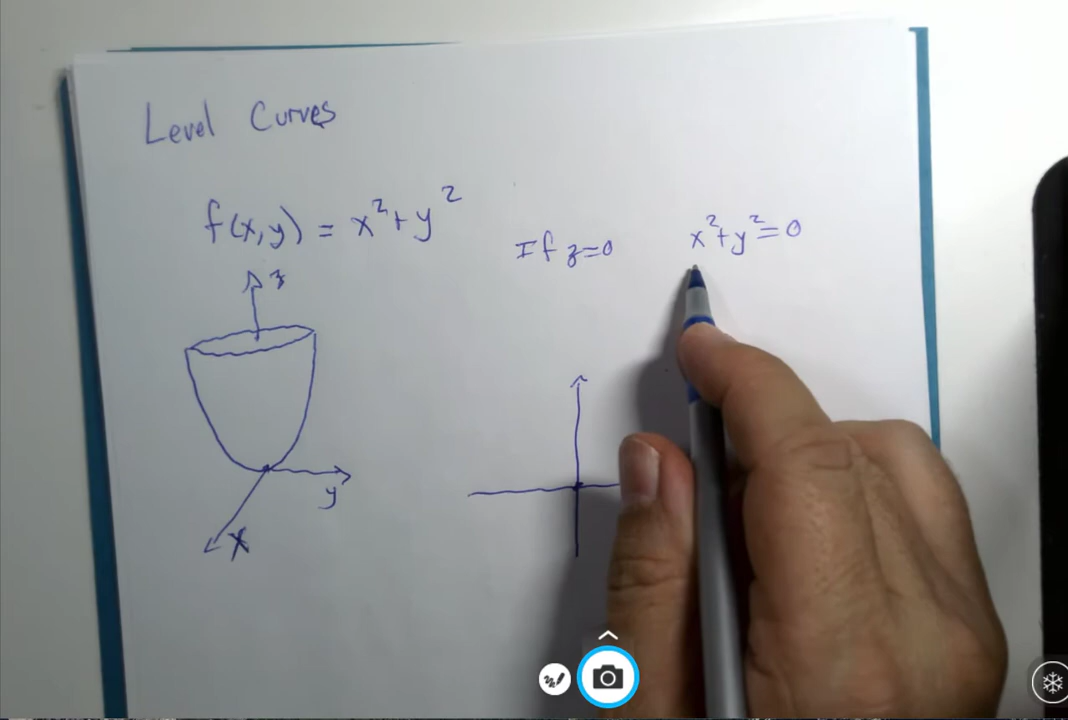 Level Curves
f(x,y) = x²+y²
If z=0
x²+y²=0
z
y
x